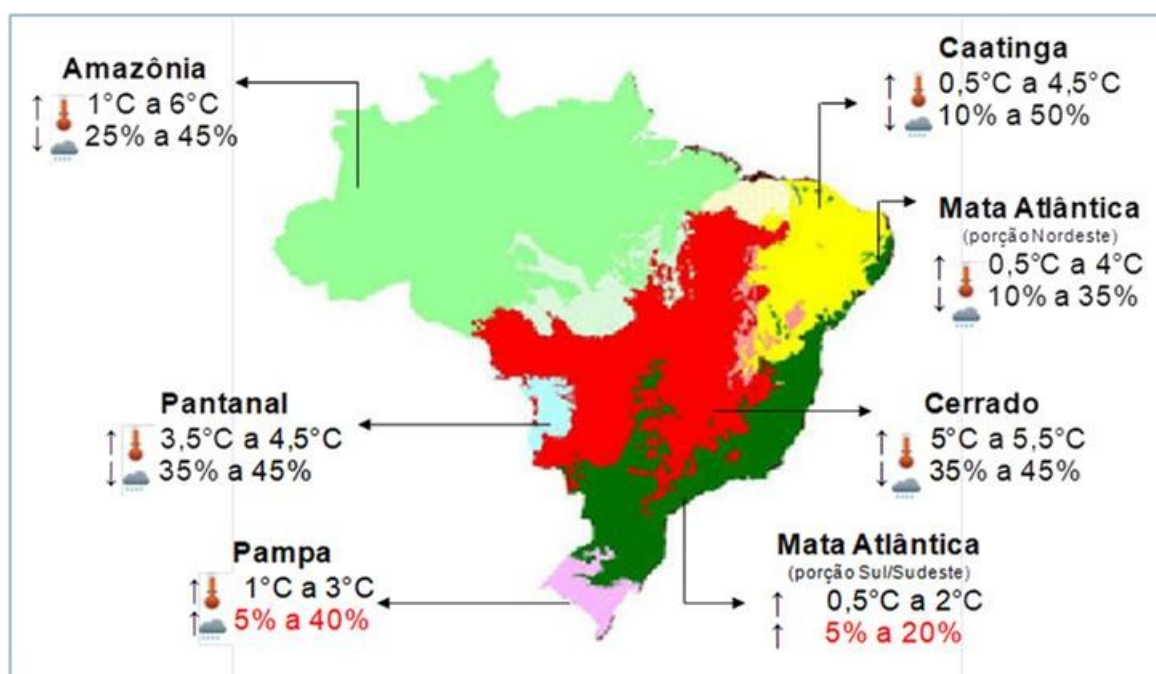 Amazônia
↑ 1°C a 6°C
↓ 25% a 45%
Caatinga
↑ 0,5°C a 4,5°C
↓ 10% a 50%
Mata Atlântica
(porção Nordeste)
↑ 0,5°C a 4°C
↓ 10% a 35%
Pantanal
↑ 3,5°C a 4,5°C
↓ 35% a 45%
Cerrado
↑ 5°C a 5,5°C
↓ 35% a 45%
Pampa
↑ 1°C a 3°C
↑ 5% a 40%
Mata Atlântica
(porção Sul/Sudeste)
↑ 0,5°C a 2°C
↑ 5% a 20%